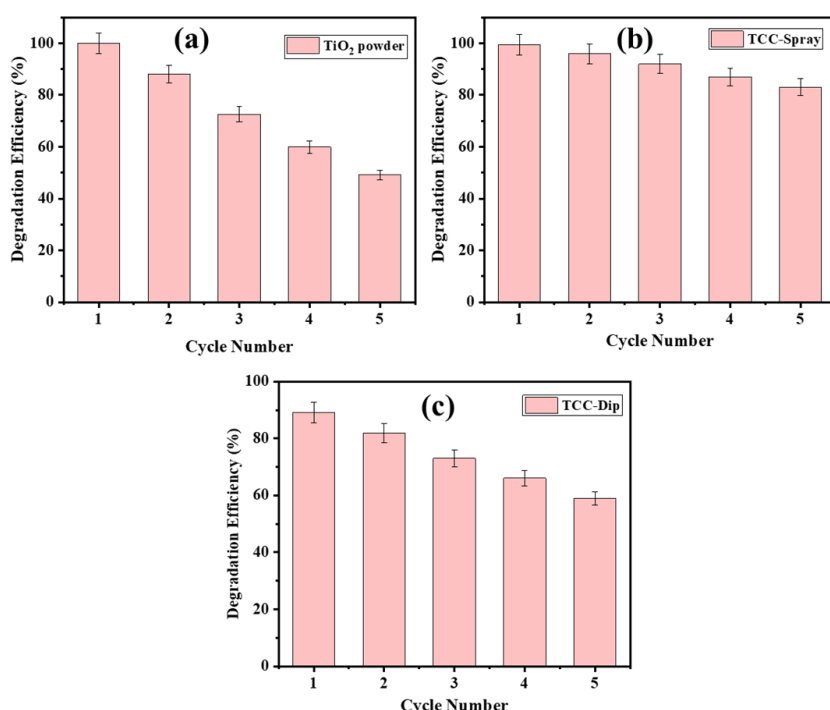 (a)
TiO₂ powder
Degradation Efficiency (%)
100
80
60
40
20
0
1 2 3 4 5
Cycle Number
(b)
TCC-Spray
Degradation Efficiency (%)
100
80
60
40
20
0
1 2 3 4 5
Cycle Number
(c)
TCC-Dip
Degradation Efficiency (%)
100
80
60
40
20
0
1 2 3 4 5
Cycle Number